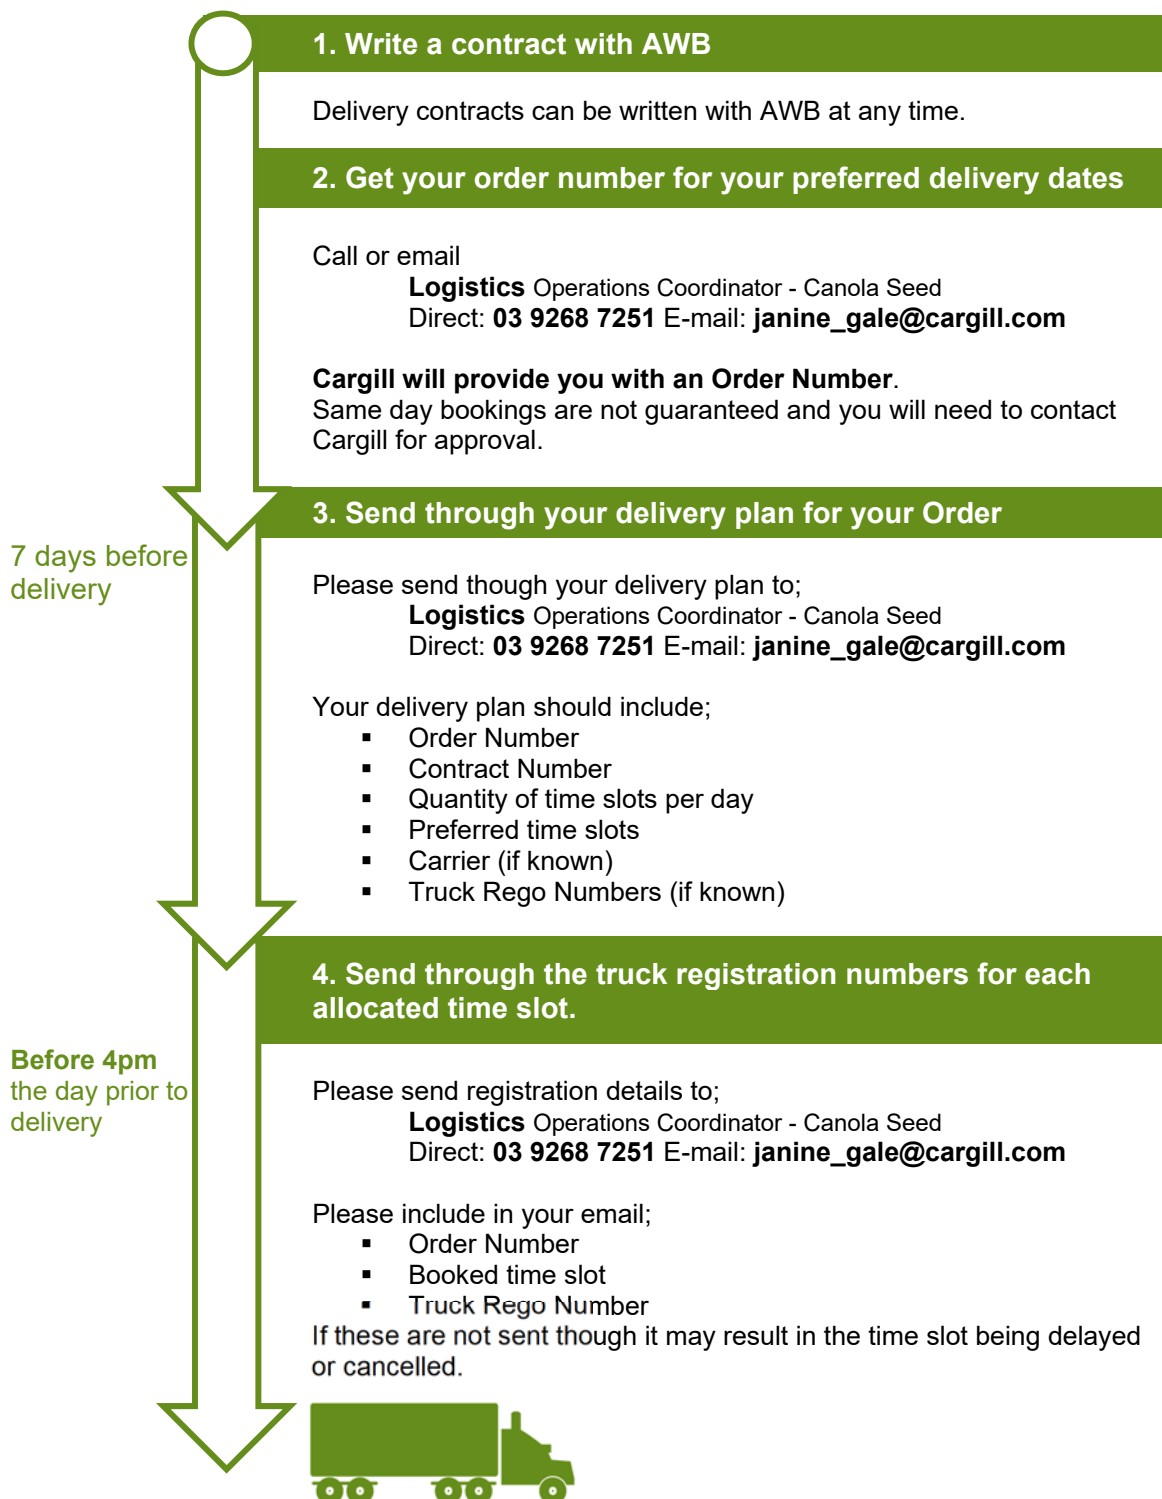 1. Write a contract with AWB
Delivery contracts can be written with AWB at any time.
2. Get your order number for your preferred delivery dates
Call or email
Logistics Operations Coordinator - Canola Seed
Direct: 03 9268 7251 E-mail: janine_gale@cargill.com
Cargill will provide you with an Order Number.
Same day bookings are not guaranteed and you will need to contact
Cargill for approval.
3. Send through your delivery plan for your Order
7 days before
delivery
Please send though your delivery plan to;
Logistics Operations Coordinator - Canola Seed
Direct: 03 9268 7251 E-mail: janine_gale@cargill.com
Your delivery plan should include;
▪ Order Number
▪ Contract Number
▪ Quantity of time slots per day
▪ Preferred time slots
▪ Carrier (if known)
▪ Truck Rego Numbers (if known)
4. Send through the truck registration numbers for each
allocated time slot.
Before 4pm
the day prior to
delivery
Please send registration details to;
Logistics Operations Coordinator - Canola Seed
Direct: 03 9268 7251 E-mail: janine_gale@cargill.com
Please include in your email;
▪ Order Number
▪ Booked time slot
▪ Truck Rego Number
If these are not sent though it may result in the time slot being delayed
or cancelled.